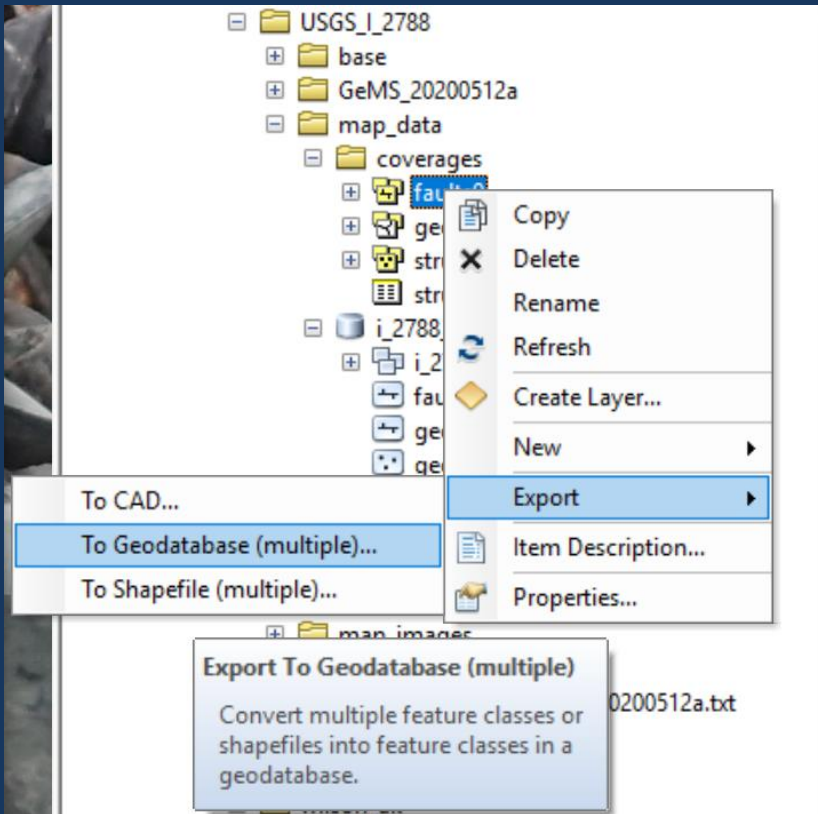 USGS_I_2788
base
GeMS_20200512a
map_data
coverages
Copy
Delete
Rename
Refresh
Create Layer...
New
Export
Item Description...
Properties...
i_2788_
To CAD...
To Geodatabase (multiple)...
To Shapefile (multiple)...
map_images
Export To Geodatabase (multiple)
Convert multiple feature classes or
shapefiles into feature classes in a
geodatabase.
0200512a.txt